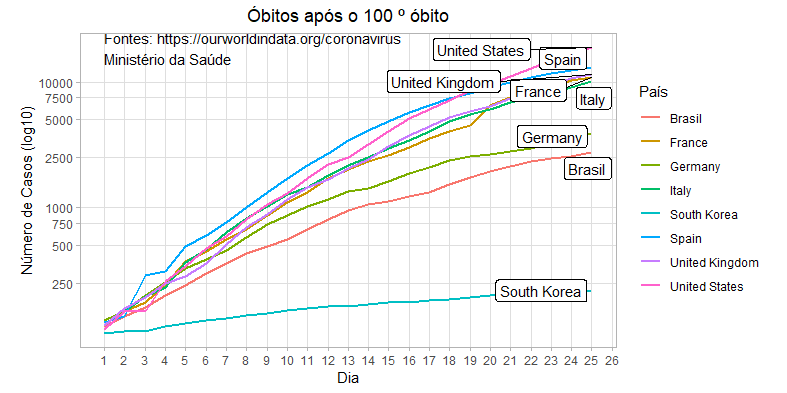 Óbitos após o 100 º óbito
Fontes: https://ourworldindata.org/coronavirus
Ministério da Saúde
United States
Spain
United Kingdom
France
Italy
Germany
Brasil
South Korea
Número de Casos (log10)
10000
7500
5000
2500
1000
750
500
250
1 2 3 4 5 6 7 8 9 10 11 12 13 14 15 16 17 18 19 20 21 22 23 24 25 26
Dia
País
Brasil
France
Germany
Italy
South Korea
Spain
United Kingdom
United States